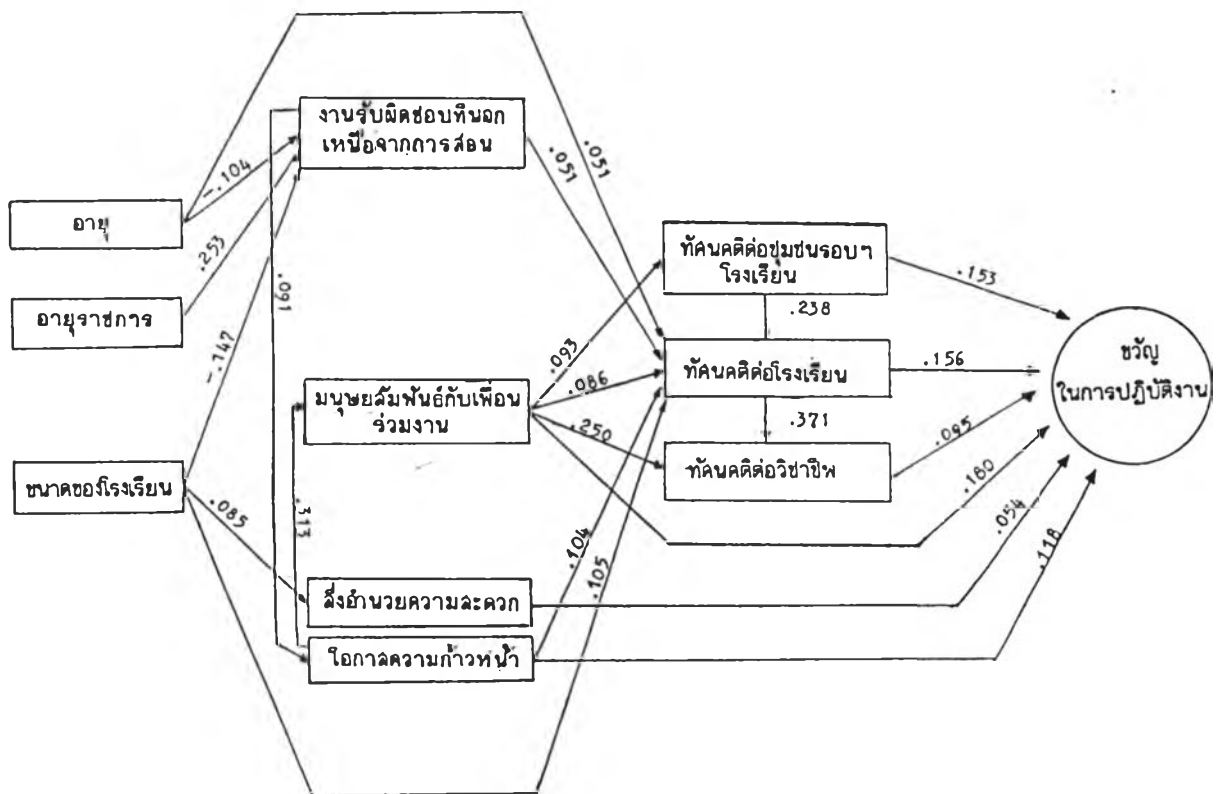 งานรับผิดชอบที่นอก
เหนือจากการสอน
.051
.051
-.104
อายุ
.253
ทัศนคติต่อชุมชนรอบๆ
โรงเรียน
.153
.091
.238
อายุราชการ
-.147
.093
ทัศนคติต่อโรงเรียน
.156
ขวัญ
ในการปฏิบัติงาน
.086
มนุษยสัมพันธ์กับเพื่อน
ร่วมงาน
.371
.250
.095
ทัศนคติต่อวิชาชีพ
ขนาดของโรงเรียน
.180
.085
.313
.054
.104
.105
.118
สิ่งอำนวยความสะดวก
โอกาสความก้าวหน้า